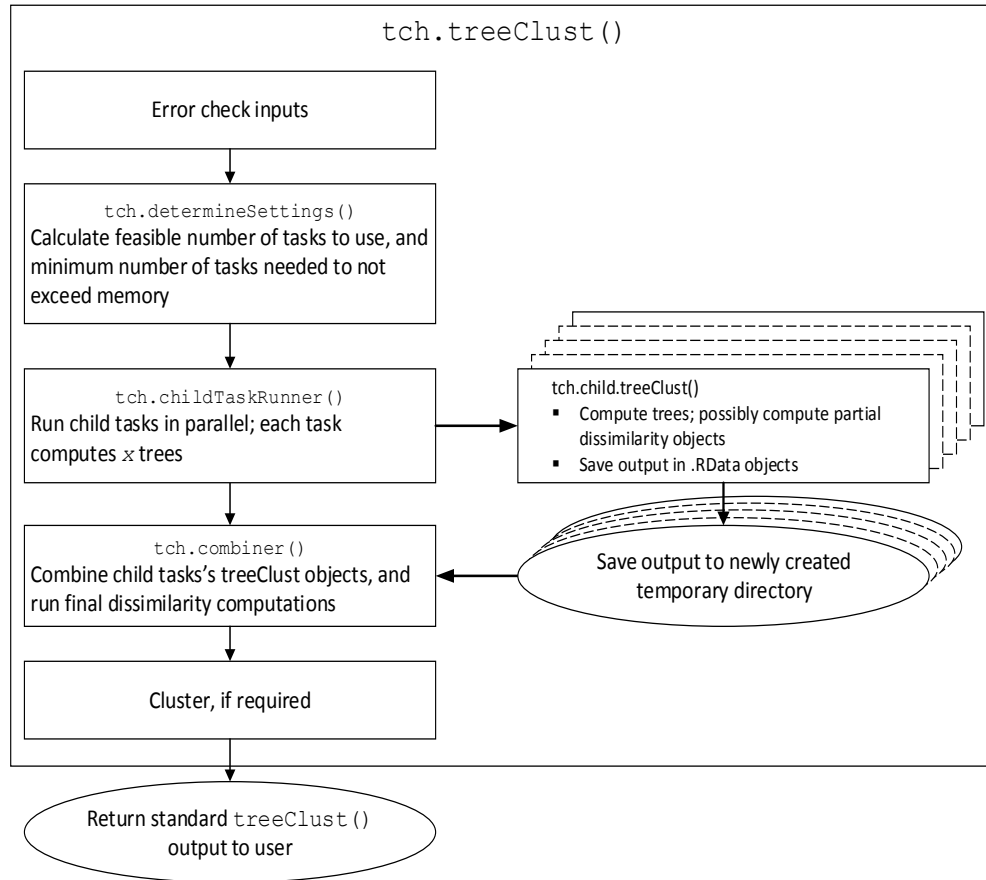 tch.treeClust()
Error check inputs
tch.determineSettings()
Calculate feasible number of tasks to use, and
minimum number of tasks needed to not
exceed memory
tch.childTaskRunner()
Run child tasks in parallel; each task
computes x trees
tch.child.treeClust()
▪ Compute trees; possibly compute partial
dissimilarity objects
▪ Save output in .RData objects
Save output to newly created
temporary directory
tch.combiner()
Combine child tasks's treeClust objects, and
run final dissimilarity computations
Cluster, if required
Return standard treeClust()
output to user